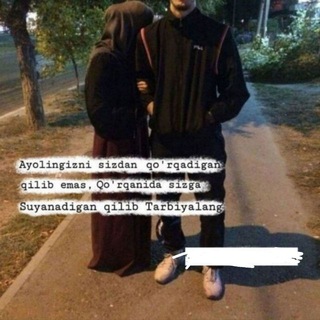 Ayolingizni sizdan qo'rqadigan
qilib emas, Qo'rqanida sizga
Suyanadigan qilib Tarbiyalang